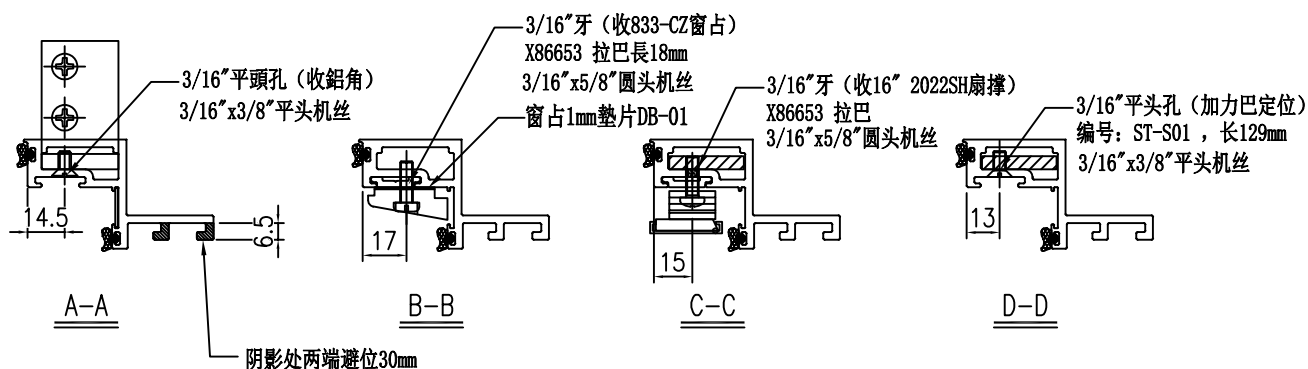 3/16"平頭孔（收鋁角）
3/16"x3/8"平头机丝
14.5
6.5
A-A
阴影处两端避位30mm
3/16"牙（收833-CZ窗占）
X86653 拉巴長18mm
3/16"x5/8"圆头机丝
窗占1mm墊片DB-01
17
B-B
3/16"牙（收16" 2022SH扇撐）
X86653 拉巴
3/16"x5/8"圆头机丝
15
C-C
3/16"平头孔（加力巴定位）
编号: ST-S01 ，长129mm
3/16"x3/8"平头机丝
13
D-D